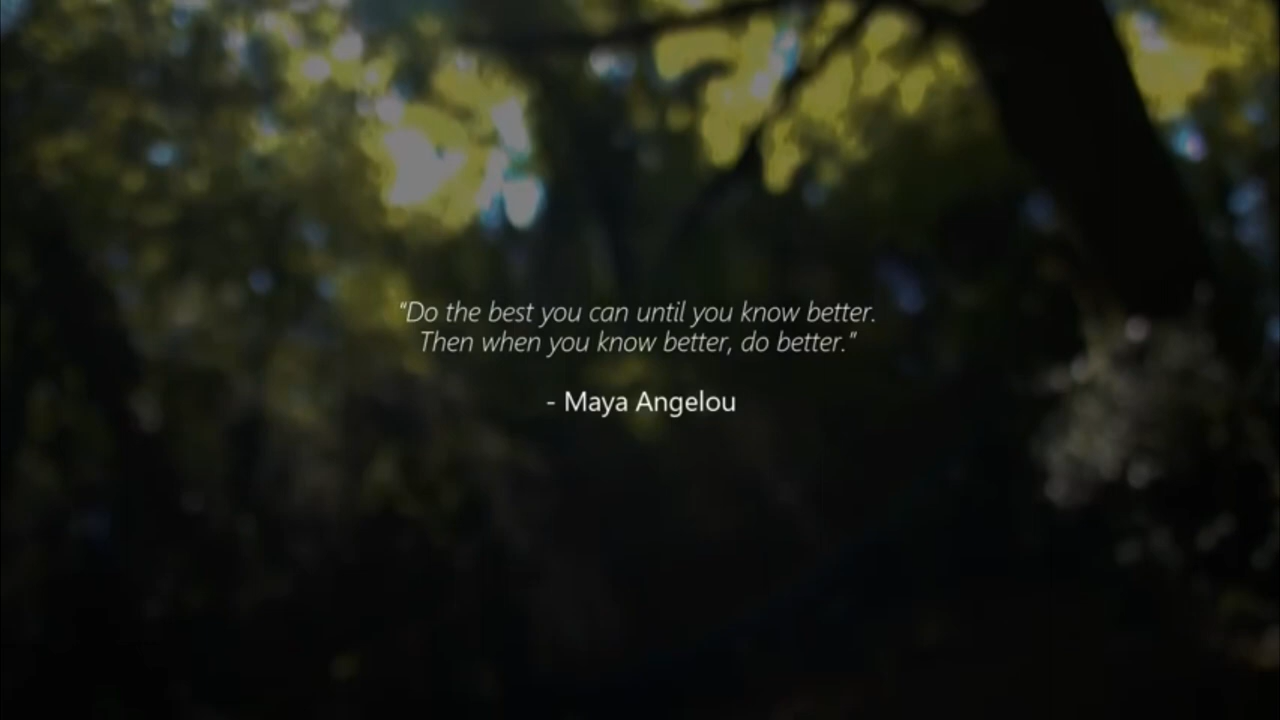 "Do the best you can until you know better.
Then when you know better, do better."
- Maya Angelou